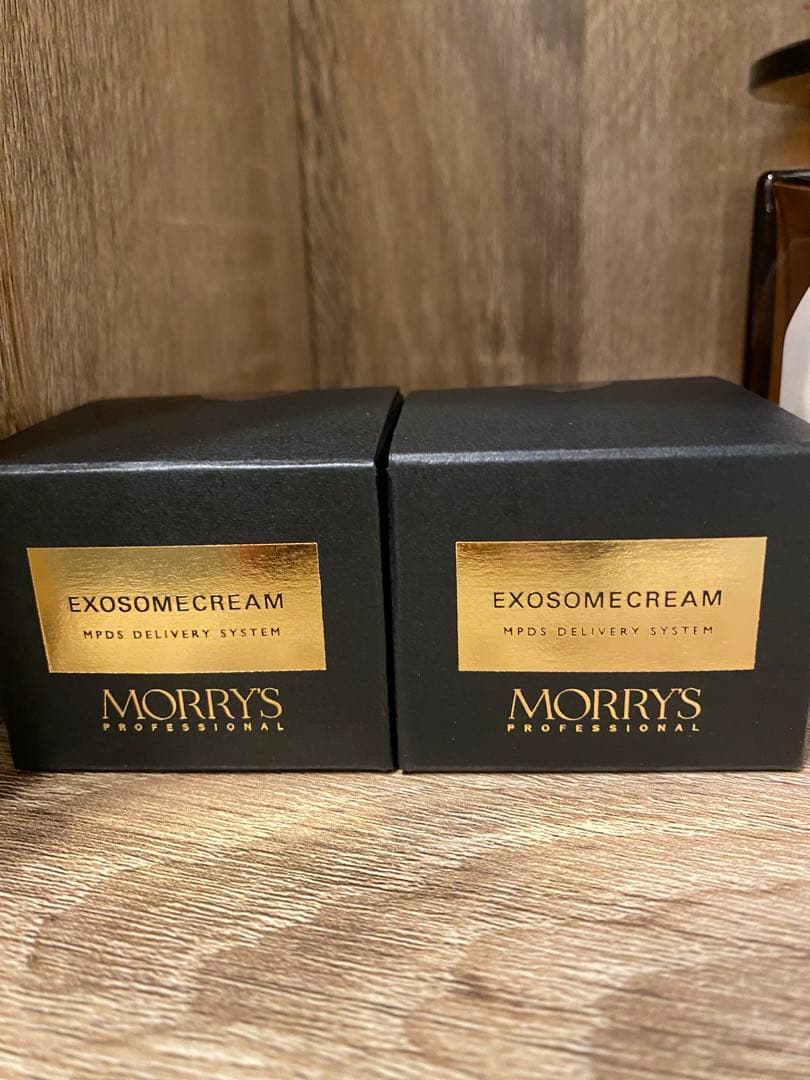 EXOSOMECREAM
MPDS DELIVERY SYSTEM
MORRY'S
PROFESSIONAL
EXOSOMECREAM
MPDS DELIVERY SYSTEM
MORRY'S
PROFESSIONAL